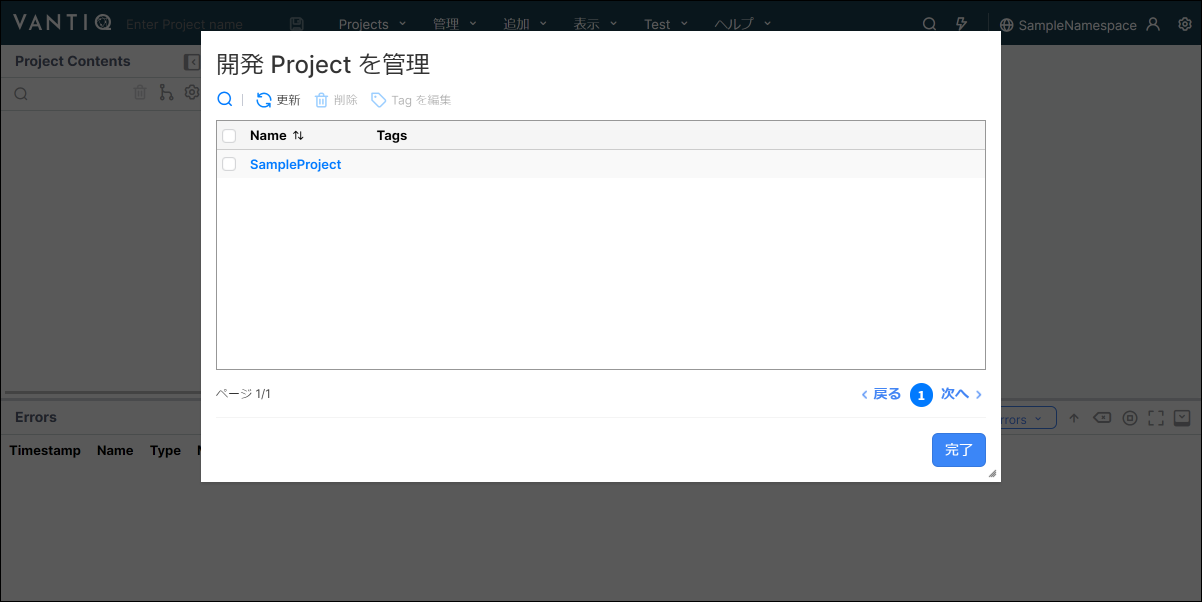 VANTIQ Enter Project name Projects 管理 追加 表示 Test ヘルプ SampleNamespace
Project Contents
開発 Project を管理
更新 削除 Tag を編集
Name Tags
SampleProject
ページ 1/1 戻る 1 次へ
完了
Errors
Timestamp Name Type